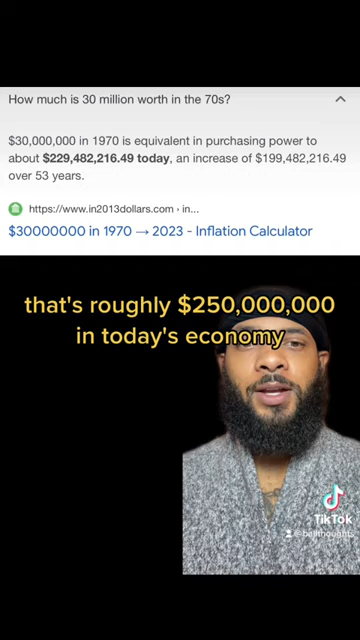 How much is 30 million worth in the 70s?
$30,000,000 in 1970 is equivalent in purchasing power to
about $229,482,216.49 today, an increase of $199,482,216.49
over 53 years.
https://www.in2013dollars.com › in...
$30000000 in 1970 → 2023 - Inflation Calculator
that's roughly $250,000,000
in today's economy
TikTok